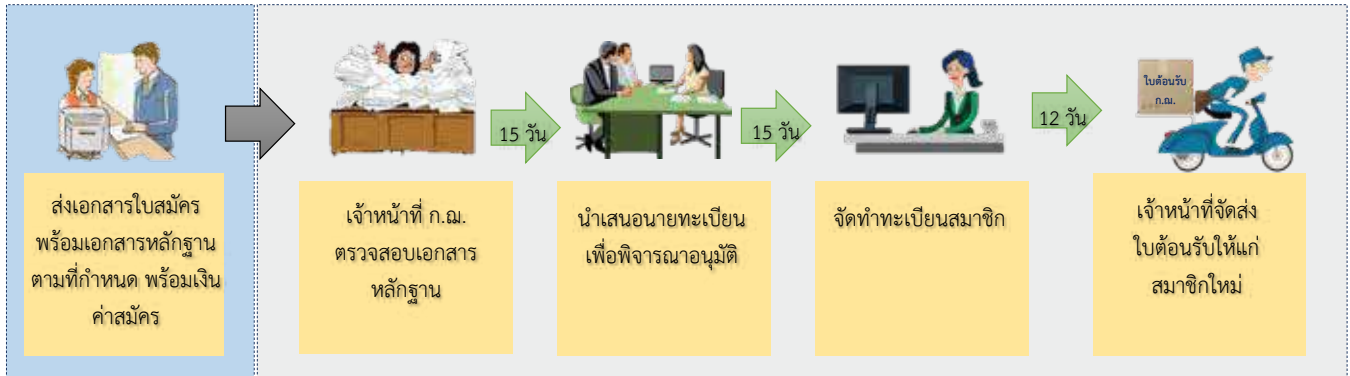 ส่งเอกสารใบสมัคร
พร้อมเอกสารหลักฐาน
ตามที่กำหนด พร้อมเงิน
ค่าสมัคร
เจ้าหน้าที่ ก.ฌ.
ตรวจสอบเอกสาร
หลักฐาน
15 วัน
นำเสนอนายทะเบียน
เพื่อพิจารณาอนุมัติ
15 วัน
จัดทำทะเบียนสมาชิก
12 วัน
ใบต้อนรับ
ก.ฌ.
เจ้าหน้าที่จัดส่ง
ใบต้อนรับให้แก่
สมาชิกใหม่